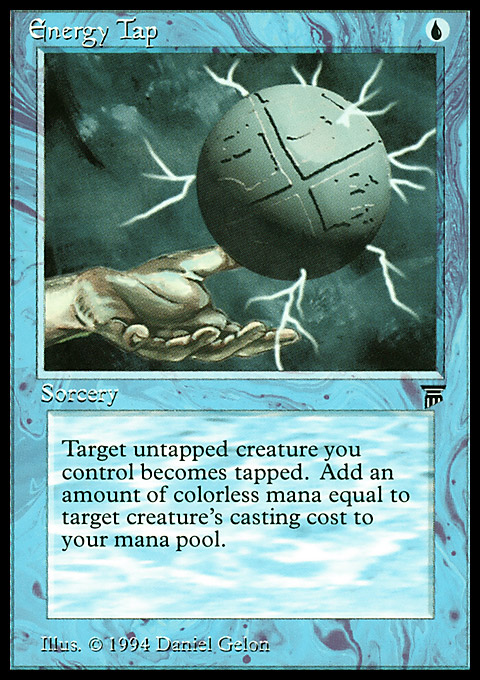 Energy Tap
Sorcery
Target untapped creature you
control becomes tapped. Add an
amount of colorless mana equal to
target creature's casting cost to
your mana pool.
Illus. © 1994 Daniel Gelon